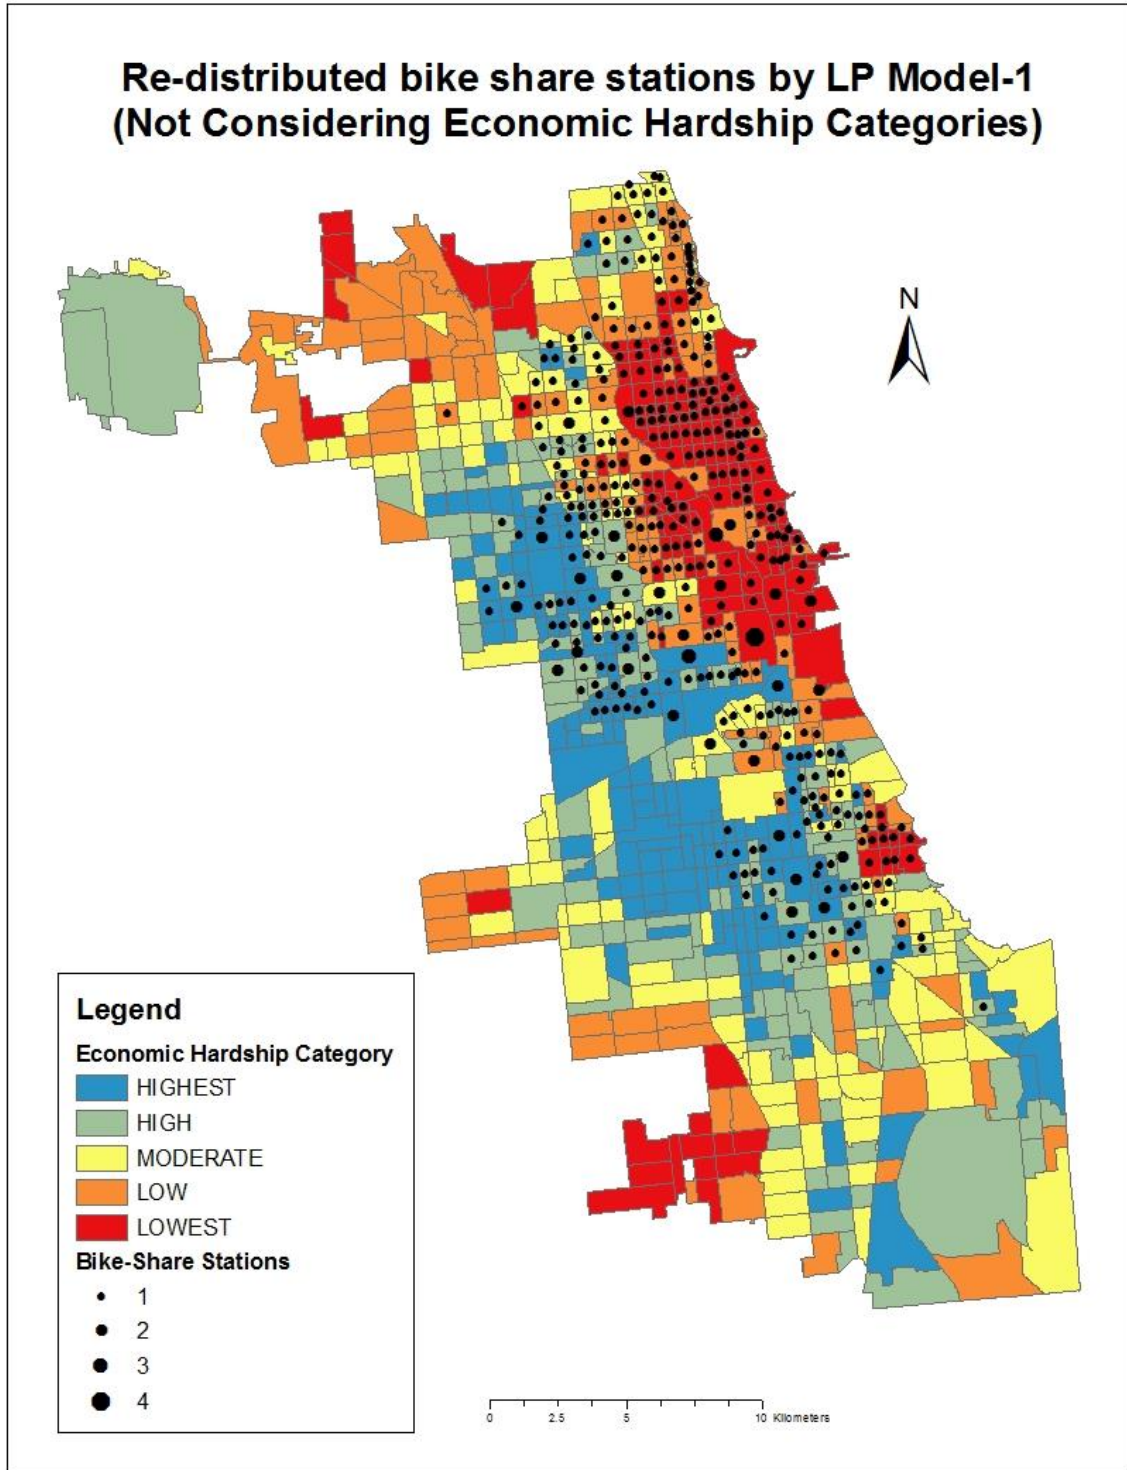 Re-distributed bike share stations by LP Model-1
(Not Considering Economic Hardship Categories)
N
Legend
Economic Hardship Category
HIGHEST
HIGH
MODERATE
LOW
LOWEST
Bike-Share Stations
1
2
3
4
0 2.5 5 10 Kilometers